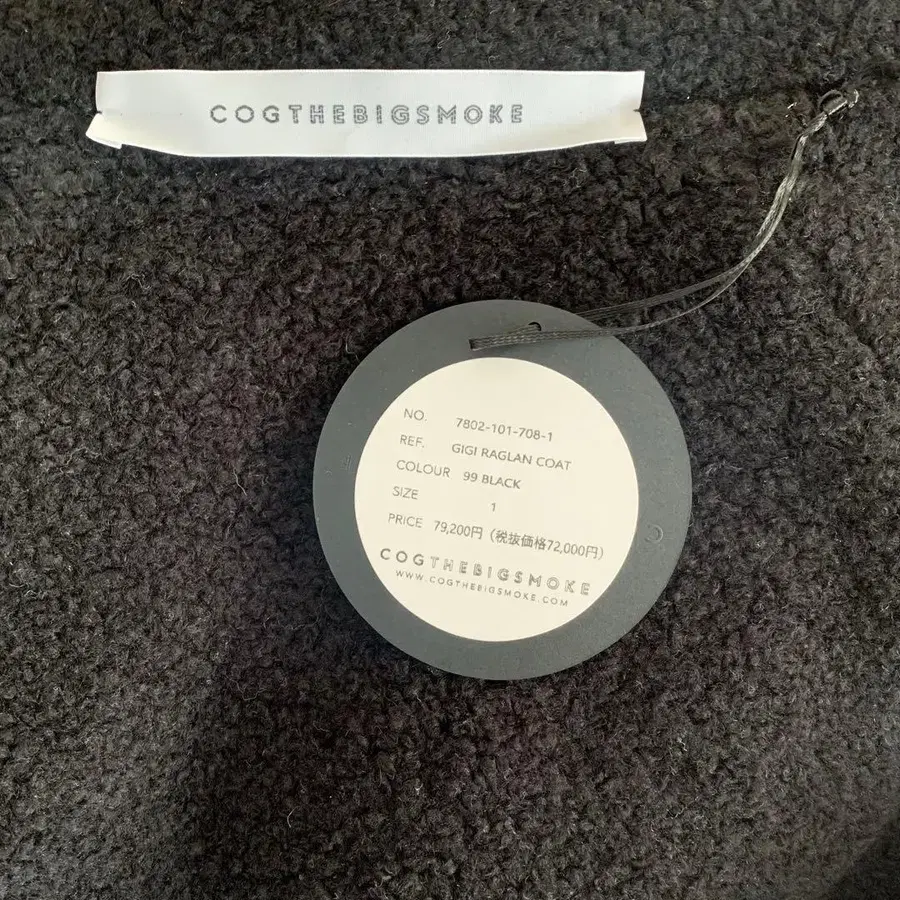 COGTHEBIGSMOKE
NO. 7802-101-708-1
REF. GIGI RAGLAN COAT
COLOUR 99 BLACK
SIZE 1
PRICE 79,200円（税抜価格72,000円）
COGTHEBIGSMOKE
WWW.COGTHEBIGSMOKE.COM